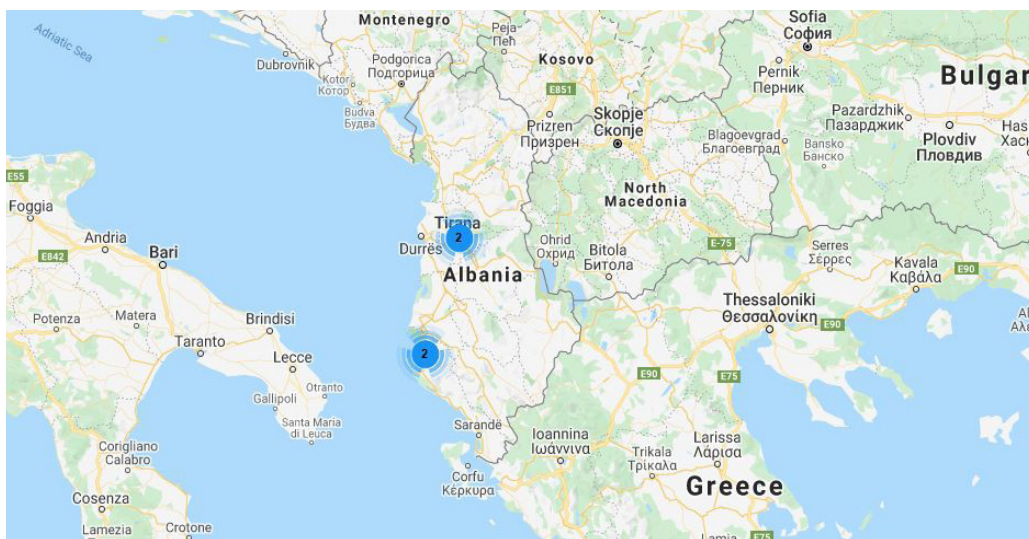 Adriatic Sea
Montenegro
Dubrovnik
Podgorica
Подгорица
Kotor
Котор
Budva
Будва
Peja
Пећ
Kosovo
E851
Prizren
Призрен
Skopje
Скопје
Sofia
София
Pernik
Перник
Bulgar
Blagoevgrad
Благоевград
Bansko
Банско
Pazardzhik
Пазарджик
Plovdiv
Пловдив
Has
Хаск
E55
Foggia
Andria
Bari
E842
Potenza
Matera
Taranto
Brindisi
Lecce
Otranto
Gallipoli
Santa Maria
di Leuca
Corigliano
Calabro
Cosenza
Lamezia
Crotone
Tirana
2
Durrës
Albania
2
Sarandë
North
Macedonia
Ohrid
Охрид
Bitola
Битола
E-75
Serres
Σέρρες
Kavala
Καβάλα
E90
Thessaloniki
Θεσσαλονίκη
E90
E90
E75
Corfu
Κέρκυρα
Ioannina
Ιωάννινα
Trikala
Τρίκαλα
Larissa
Λάρισα
Greece
E75